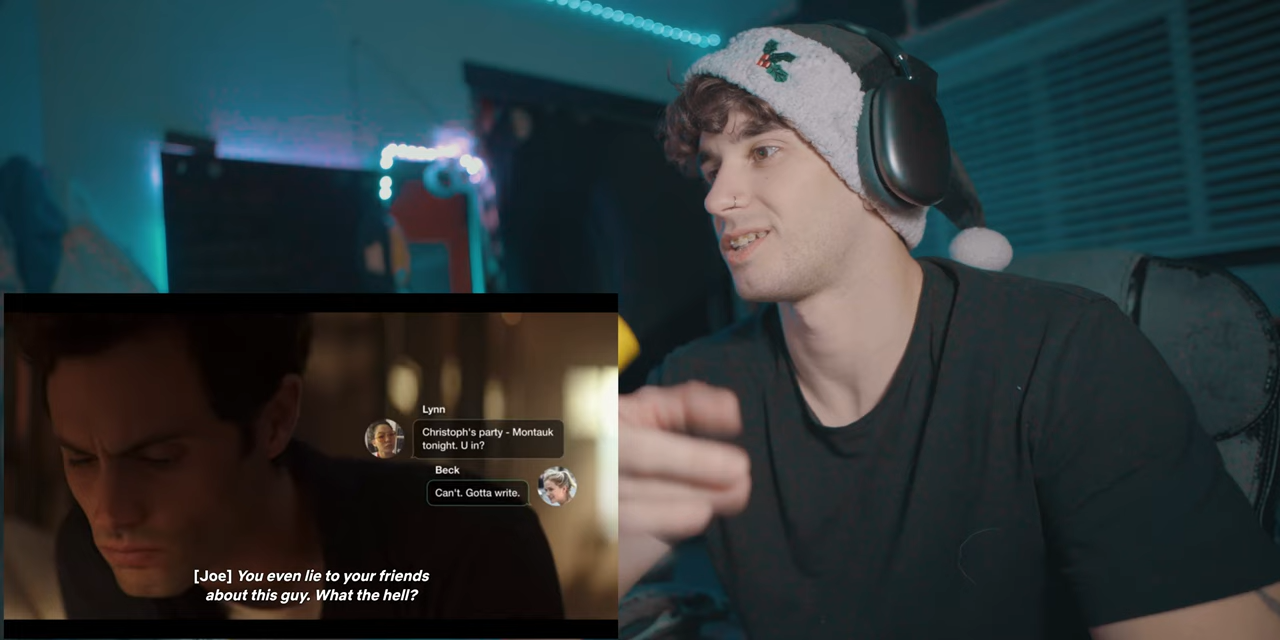 Lynn
Christoph's party - Montauk
tonight. U in?
Beck
Can't. Gotta write.
[Joe] You even lie to your friends
about this guy. What the hell?